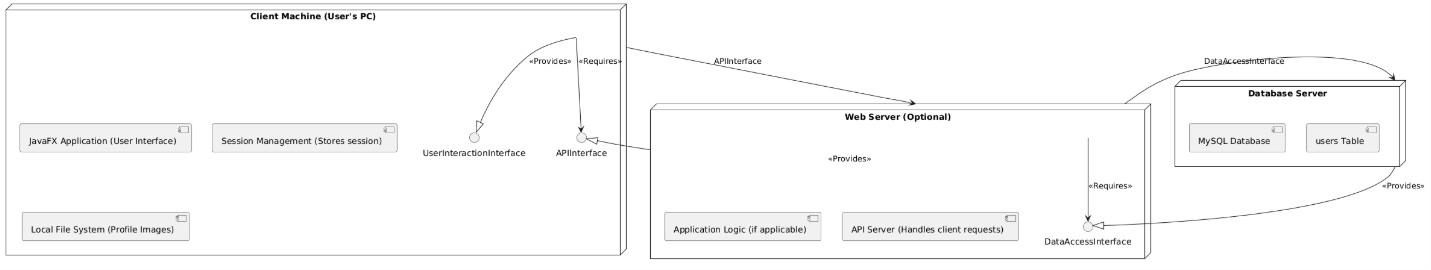 Client Machine (User's PC)
«Provides»
«Requires»
JavaFX Application (User Interface)
Session Management (Stores session)
UserInteractionInterface
APIInterface
Local File System (Profile Images)
APIInterface
Web Server (Optional)
«Provides»
«Requires»
Application Logic (if applicable)
API Server (Handles client requests)
DataAccessInterface
DataAccessInterface
Database Server
MySQL Database
users Table
«Provides»